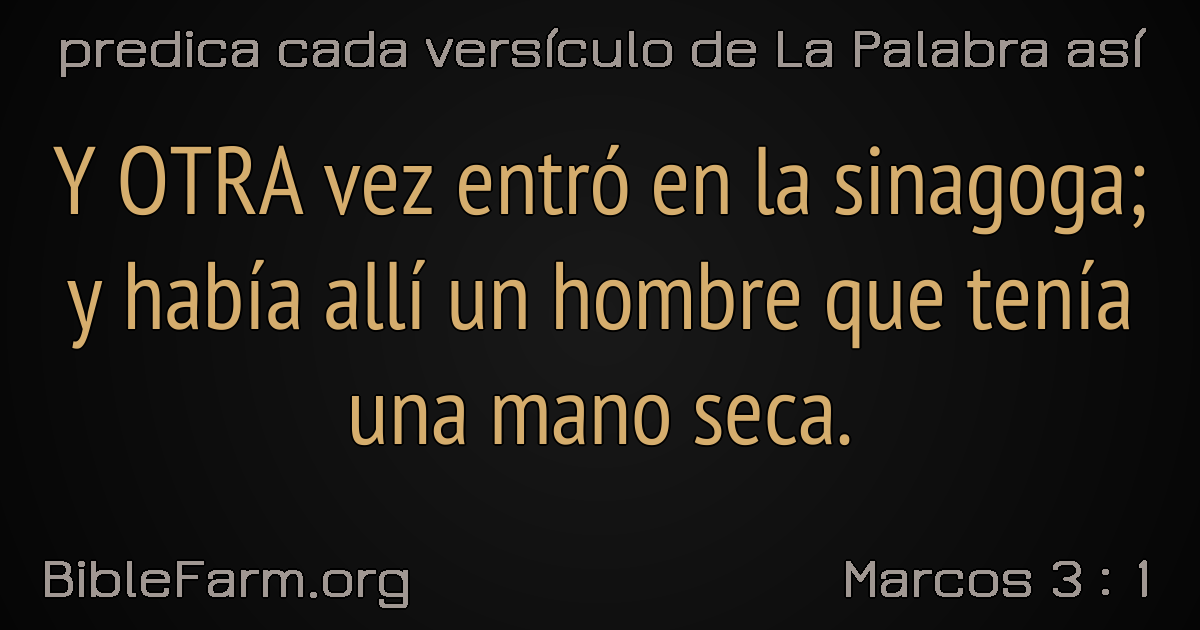 predica cada versículo de La Palabra así
Y OTRA vez entró en la sinagoga;
y había allí un hombre que tenía
una mano seca.
BibleFarm.org
Marcos 3 : 1